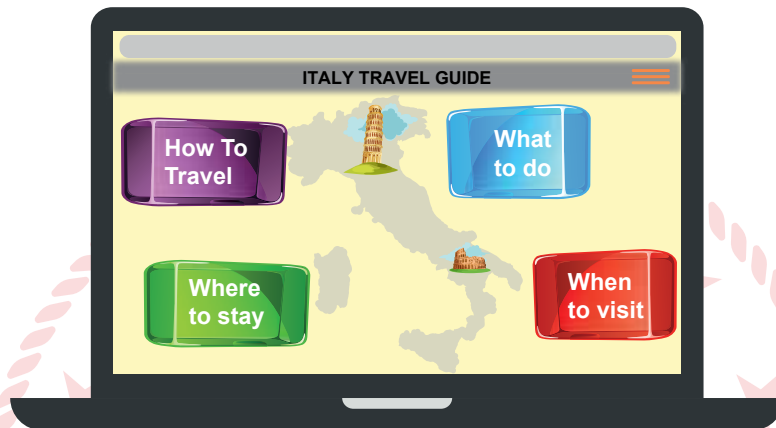 ITALY TRAVEL GUIDE
How To
Travel
What
to do
Where
to stay
When
to visit